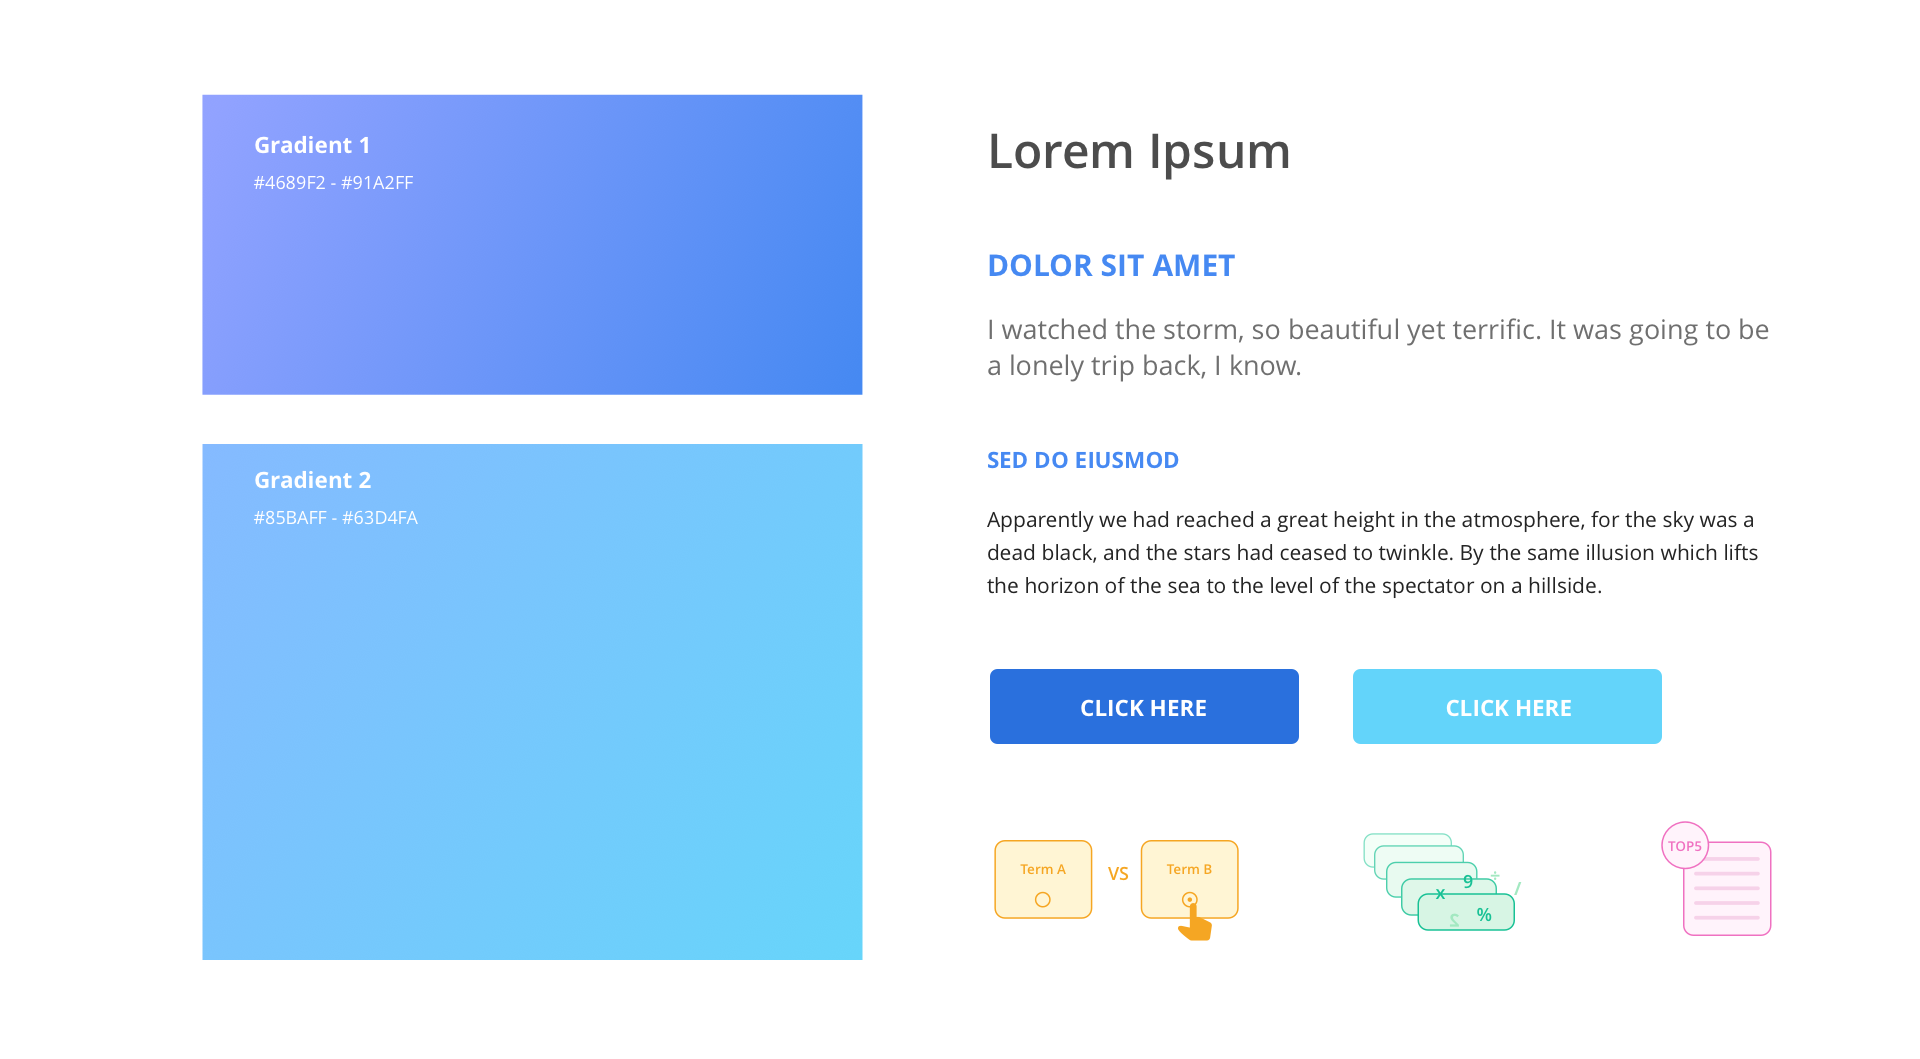 Gradient 1
#4689F2 - #91A2FF
Gradient 2
#85BAFF - #63D4FA
Lorem Ipsum
DOLOR SIT AMET
I watched the storm, so beautiful yet terrific. It was going to be
a lonely trip back, I know.
SED DO EIUSMOD
Apparently we had reached a great height in the atmosphere, for the sky was a
dead black, and the stars had ceased to twinkle. By the same illusion which lifts
the horizon of the sea to the level of the spectator on a hillside.
CLICK HERE
CLICK HERE
Term A
VS
Term B
x 9 ÷ /
2 %
TOP5